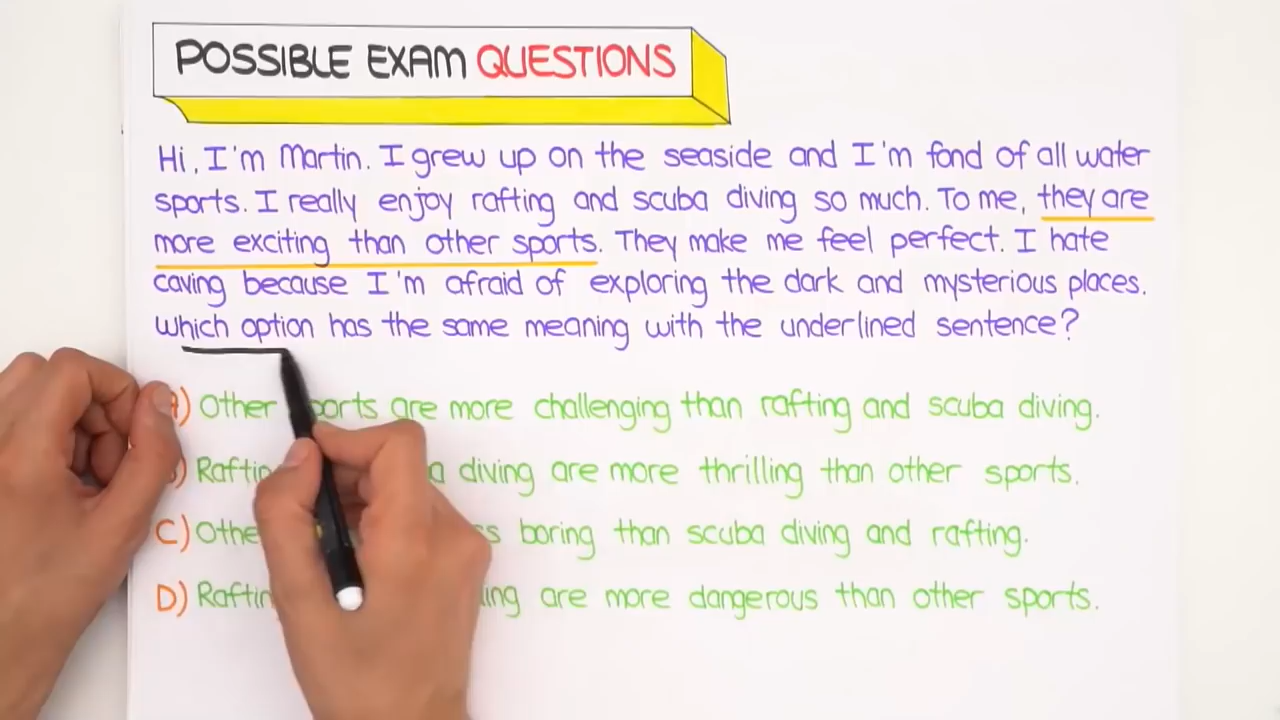 POSSIBLE EXAM QUESTIONS
Hi, I'm Martin. I grew up on the seaside and I'm fond of all water
sports. I really enjoy rafting and scuba diving so much. To me, they are
more exciting than other sports. They make me feel perfect. I hate
caving because I'm afraid of exploring the dark and mysterious places.
Which option has the same meaning with the underlined sentence?
Other are more challenging than rafting and scuba diving.
diving are more thrilling than other sports.
C) boring than scuba diving and rafting.
D) are more dangerous than other sports.